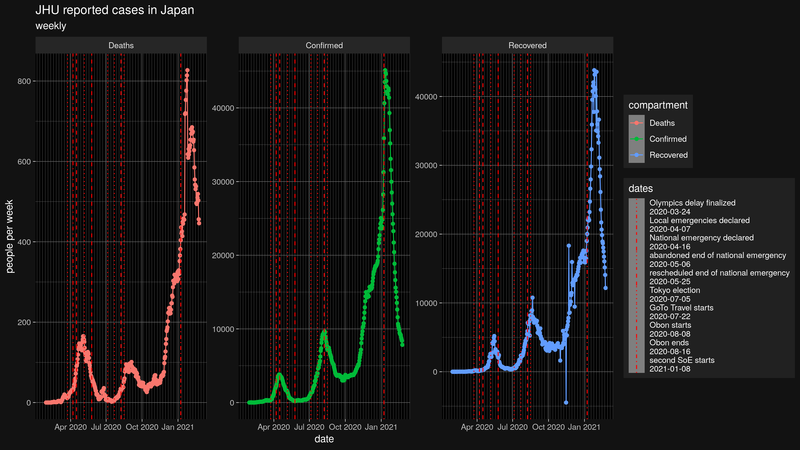 JHU reported cases in Japan
weekly
Deaths
Confirmed
Recovered
people per week
800
600
400
200
0
40000
30000
20000
10000
0
40000
30000
20000
10000
0
Apr 2020 Jul 2020 Oct 2020 Jan 2021
Apr 2020 Jul 2020 Oct 2020 Jan 2021
Apr 2020 Jul 2020 Oct 2020 Jan 2021
date
compartment
Deaths
Confirmed
Recovered
dates
Olympics delay finalized
2020-03-24
Local emergencies declared
2020-04-07
National emergency declared
2020-04-16
abandoned end of national emergency
2020-05-06
rescheduled end of national emergency
2020-05-25
Tokyo election
2020-07-05
GoTo Travel starts
2020-07-22
Obon starts
2020-08-08
Obon ends
2020-08-16
second SoE starts
2021-01-08